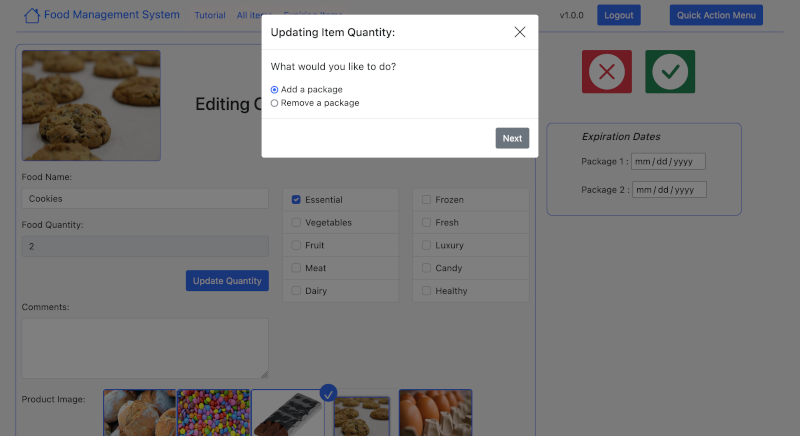 Food Management System
Tutorial
All items
v1.0.0
Logout
Quick Action Menu
Updating Item Quantity:
What would you like to do?
Add a package
Remove a package
Next
Editing
Expiration Dates
Package 1 : mm/dd/yyyy
Package 2 : mm/dd/yyyy
Food Name:
Cookies
Food Quantity:
2
Update Quantity
Comments:
Essential
Vegetables
Fruit
Meat
Dairy
Frozen
Fresh
Luxury
Candy
Healthy
Product Image: